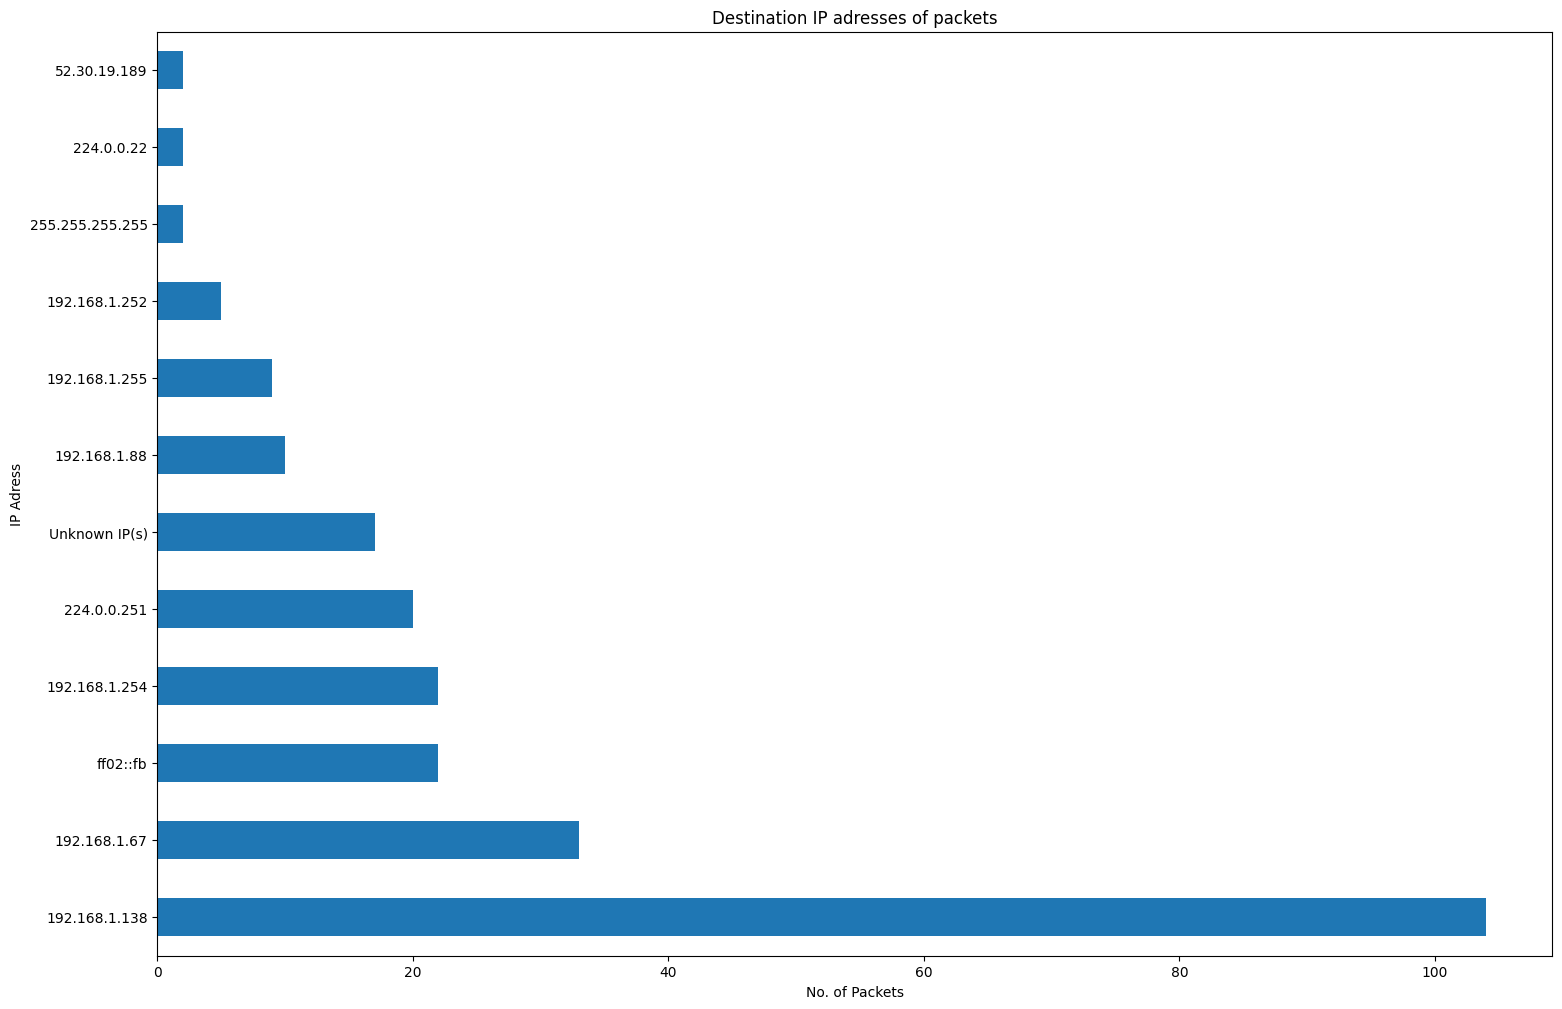 Destination IP adresses of packets
52.30.19.189
224.0.0.22
255.255.255.255
192.168.1.252
192.168.1.255
192.168.1.88
Unknown IP(s)
224.0.0.251
192.168.1.254
ff02::fb
192.168.1.67
192.168.1.138
IP Adress
0 20 40 60 80 100
No. of Packets